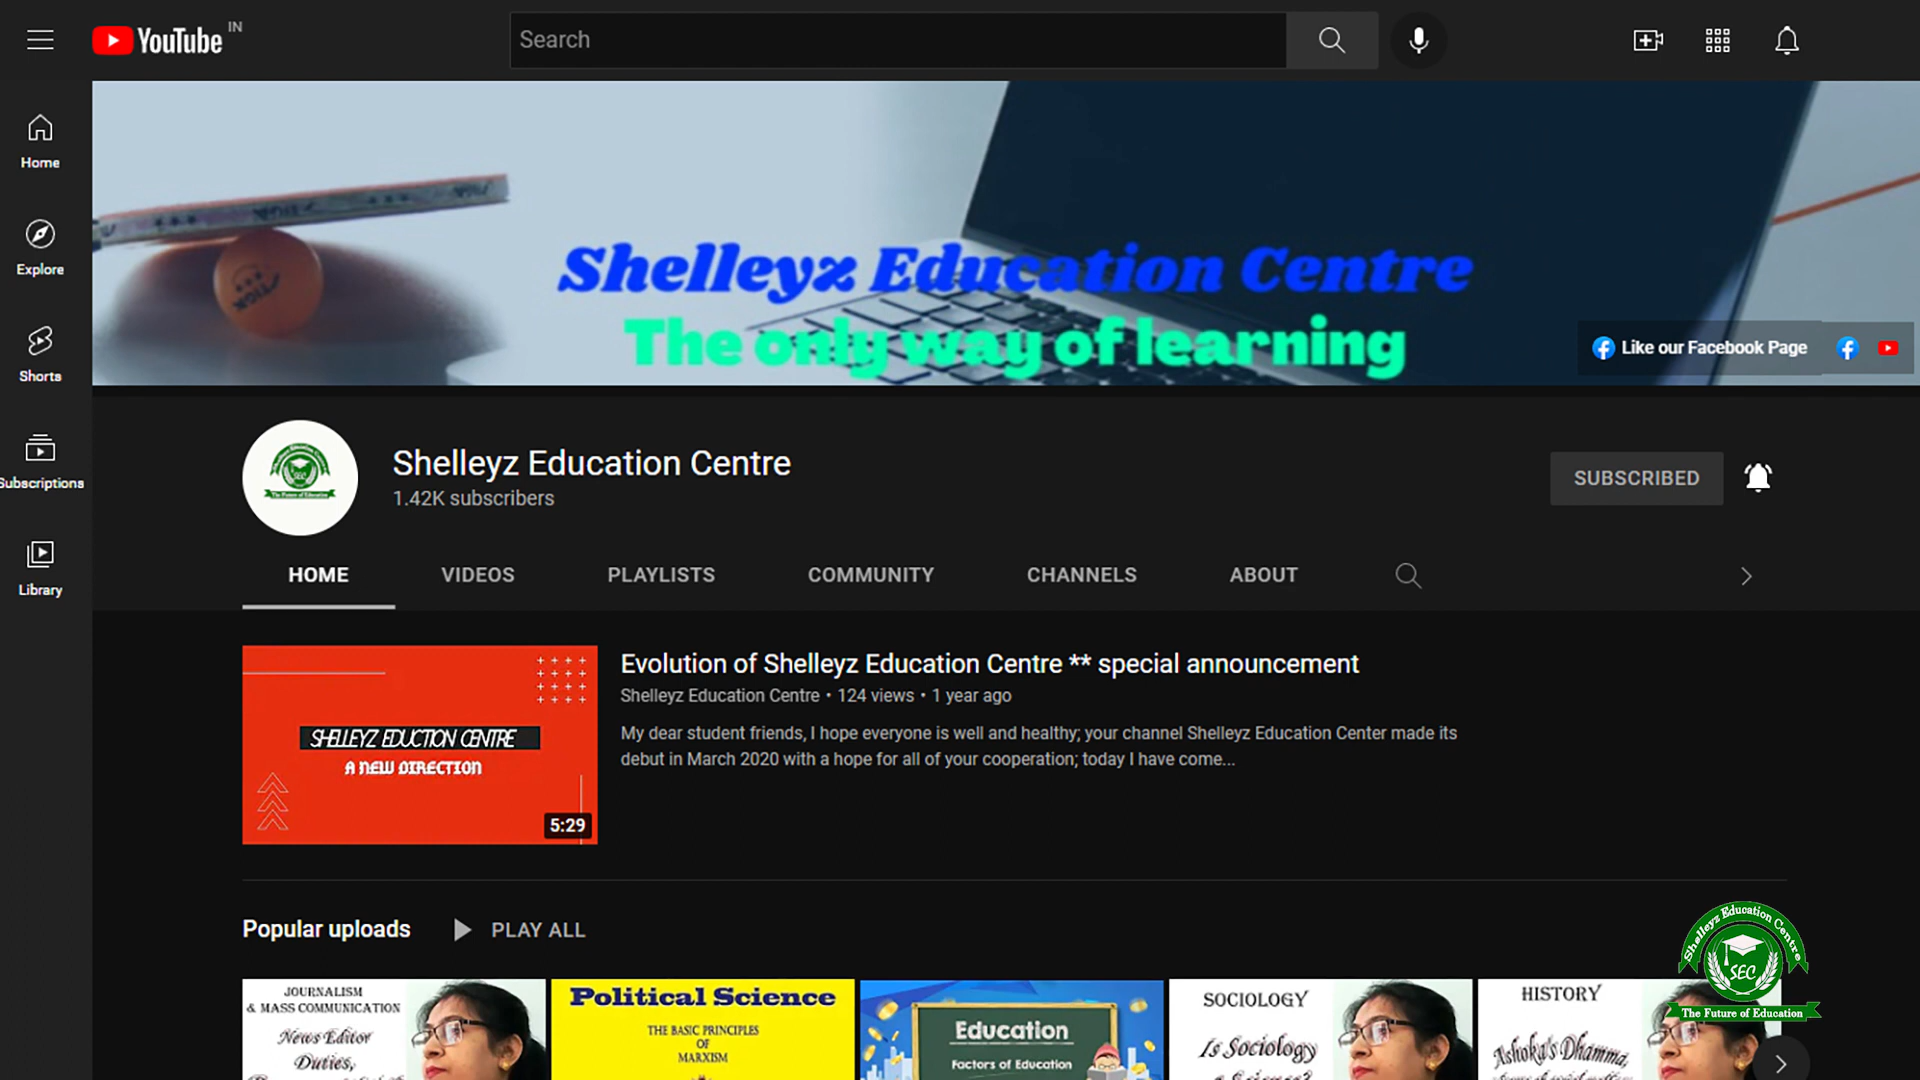 YouTube IN
Search
Home
Explore
Shorts
Subscriptions
Library
Shelleyz Education Centre
The only way of learning
Like our Facebook Page
Shelleyz Education Centre
1.42K subscribers
SUBSCRIBED
HOME
VIDEOS
PLAYLISTS
COMMUNITY
CHANNELS
ABOUT
SHELLEYZ EDUCTION CENTRE
A NEW DIRECTION
5:29
Evolution of Shelleyz Education Centre ** special announcement
Shelleyz Education Centre • 124 views • 1 year ago
My dear student friends, I hope everyone is well and healthy; your channel Shelleyz Education Center made its
debut in March 2020 with a hope for all of your cooperation; today I have come...
Popular uploads
PLAY ALL
JOURNALISM
& MASS COMMUNICATION
News Editor
Duties,
Political Science
THE BASIC PRINCIPLES
OF
MARXISM
Education
Factors of Education
SOCIOLOGY
Is Sociology
HISTORY
Ashoka's Dhamma,
Shelleyz Education Centre
SEC
The Future of Education